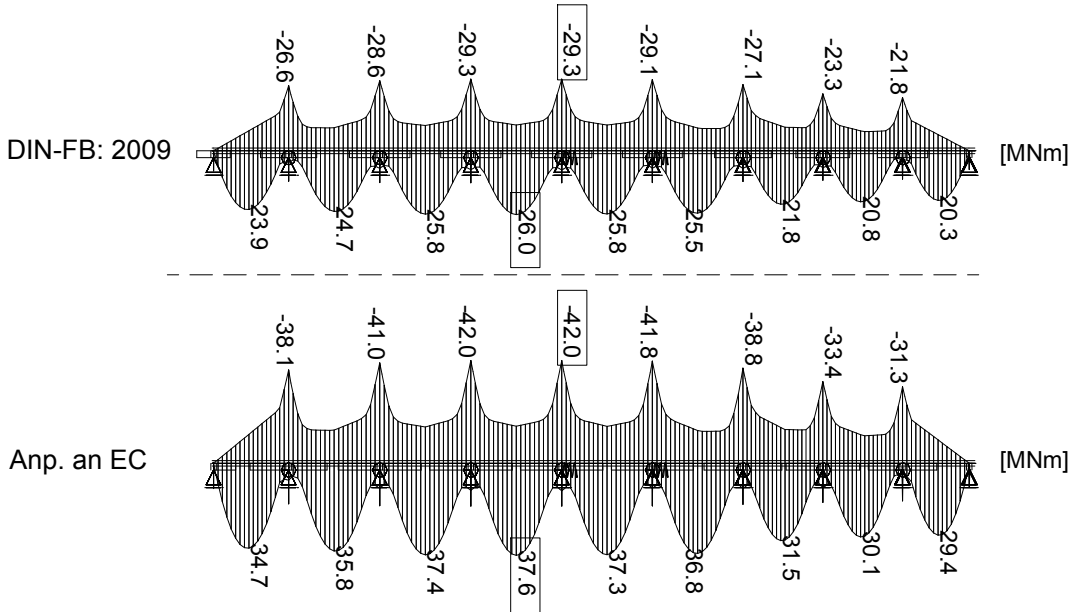 -26.6 -28.6 -29.3 -29.3 -29.1 -27.1 -23.3 -21.8
DIN-FB: 2009 [MNm]
23.9 24.7 25.8 26.0 25.8 25.5 21.8 20.8 20.3
-38.1 -41.0 -42.0 -42.0 -41.8 -38.8 -33.4 -31.3
Anp. an EC [MNm]
34.7 35.8 37.4 37.6 37.3 36.8 31.5 30.1 29.4